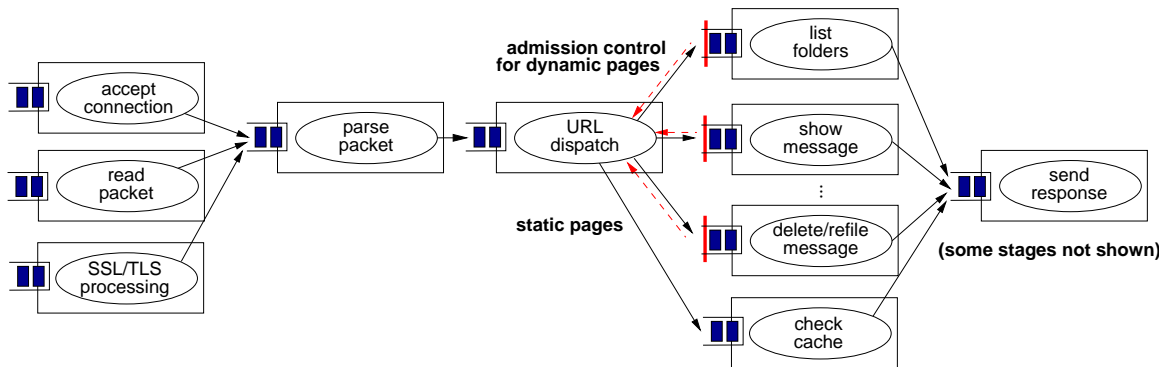 accept
connection
read
packet
SSL/TLS
processing
parse
packet
admission control
for dynamic pages
URL
dispatch
static pages
list
folders
show
message
...
delete/refile
message
check
cache
send
response
(some stages not shown)